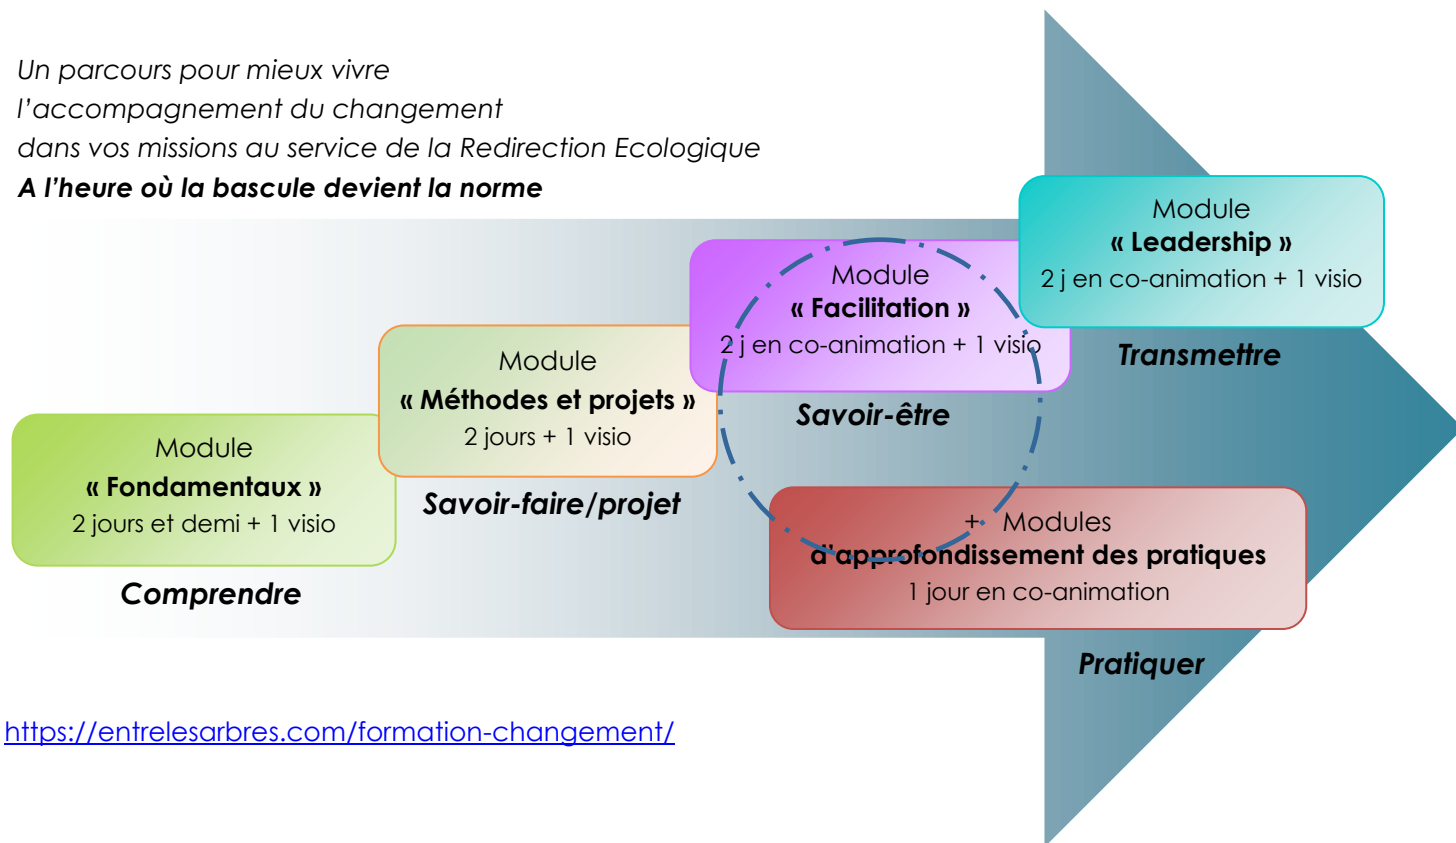 Un parcours pour mieux vivre
l'accompagnement du changement
dans vos missions au service de la Redirection Ecologique
A l'heure où la bascule devient la norme
Module
« Fondamentaux »
2 jours et demi + 1 visio
Comprendre
Module
« Méthodes et projets »
2 jours + 1 visio
Savoir-faire/projet
Module
« Facilitation »
2 j en co-animation + 1 visio
Savoir-être
Module
« Leadership »
2 j en co-animation + 1 visio
Transmettre
+ Modules
d'approfondissement des pratiques
1 jour en co-animation
Pratiquer
https://entrelesarbres.com/formation-changement/